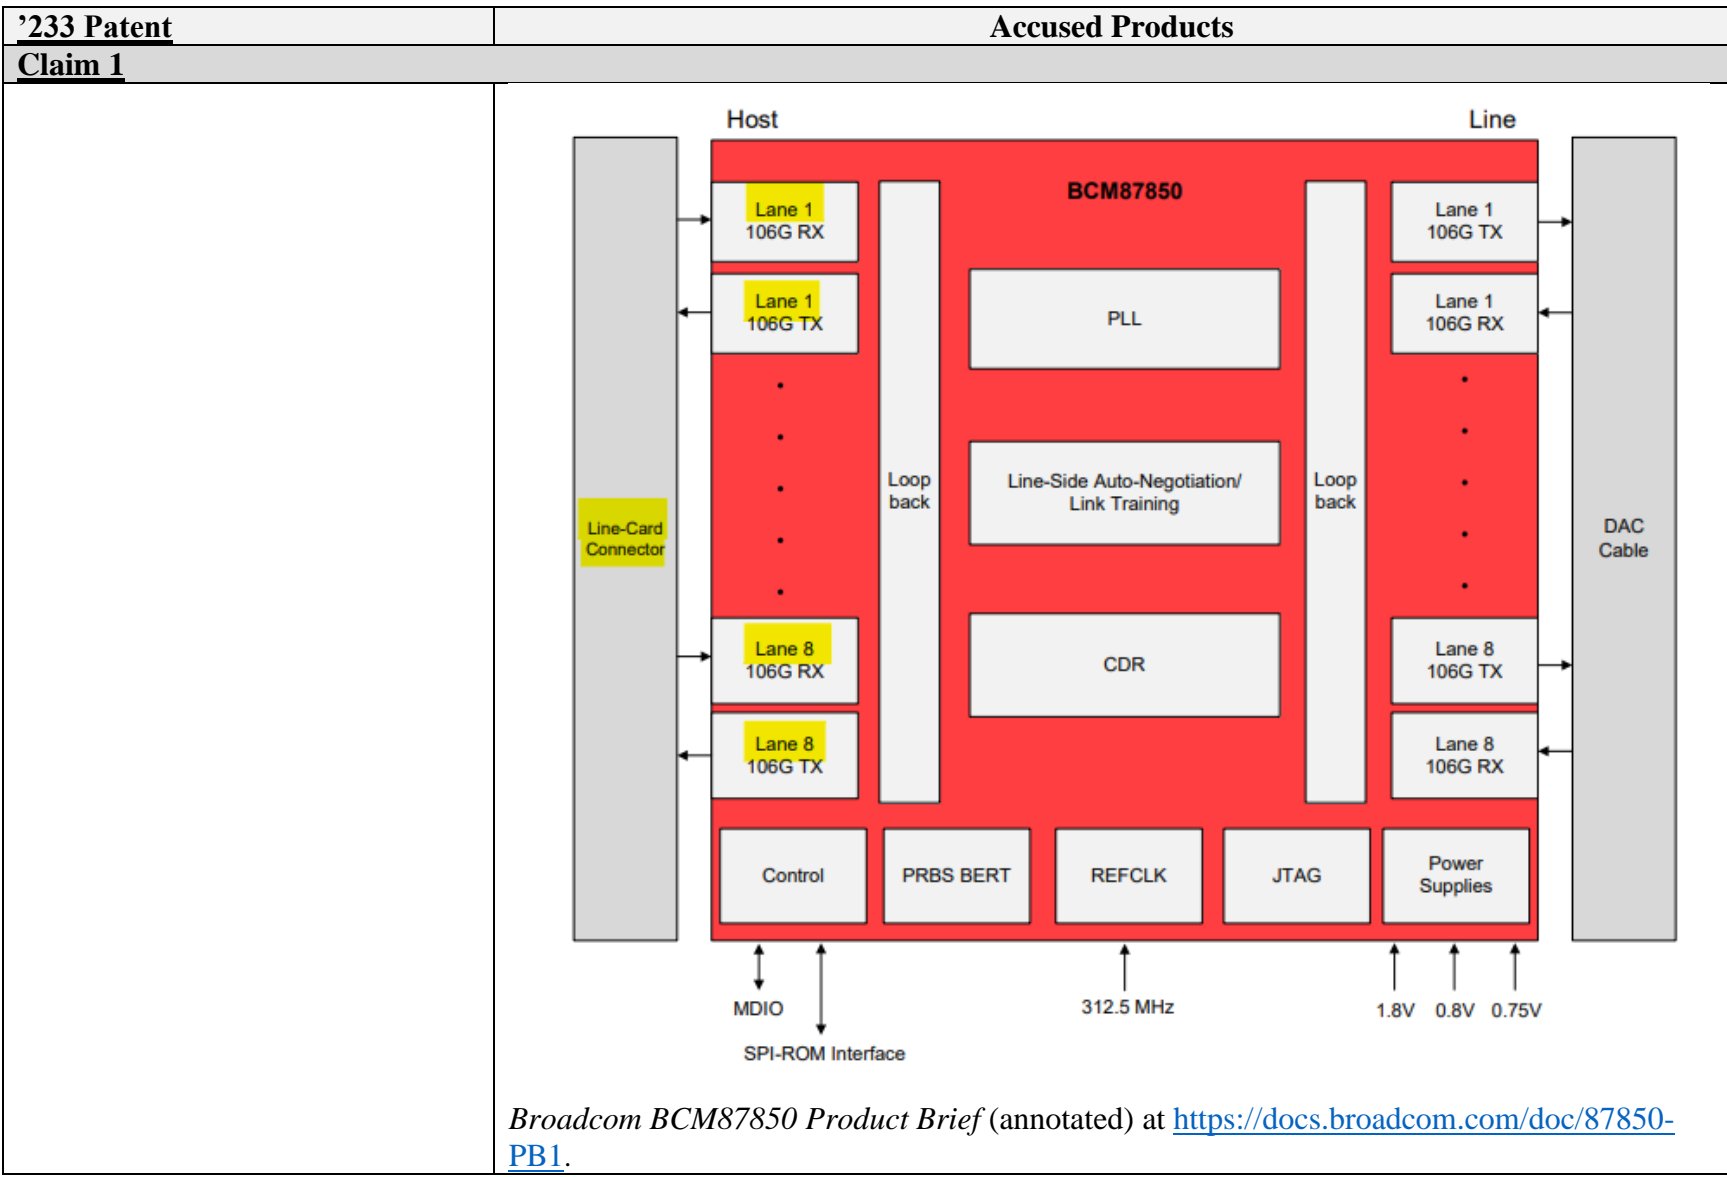 ’233 Patent
Accused Products
Claim 1
Host
Line
BCM87850
Lane 1
106G RX
Lane 1
106G TX
Lane 1
106G TX
Lane 1
106G RX
PLL
Loop
back
Line-Side Auto-Negotiation/
Link Training
Loop
back
Line-Card
Connector
DAC
Cable
CDR
Lane 8
106G RX
Lane 8
106G TX
Lane 8
106G TX
Lane 8
106G RX
Control
PRBS BERT
REFCLK
JTAG
Power
Supplies
MDIO
SPI-ROM Interface
312.5 MHz
1.8V
0.8V
0.75V
Broadcom BCM87850 Product Brief (annotated) at https://docs.broadcom.com/doc/87850-
PB1.